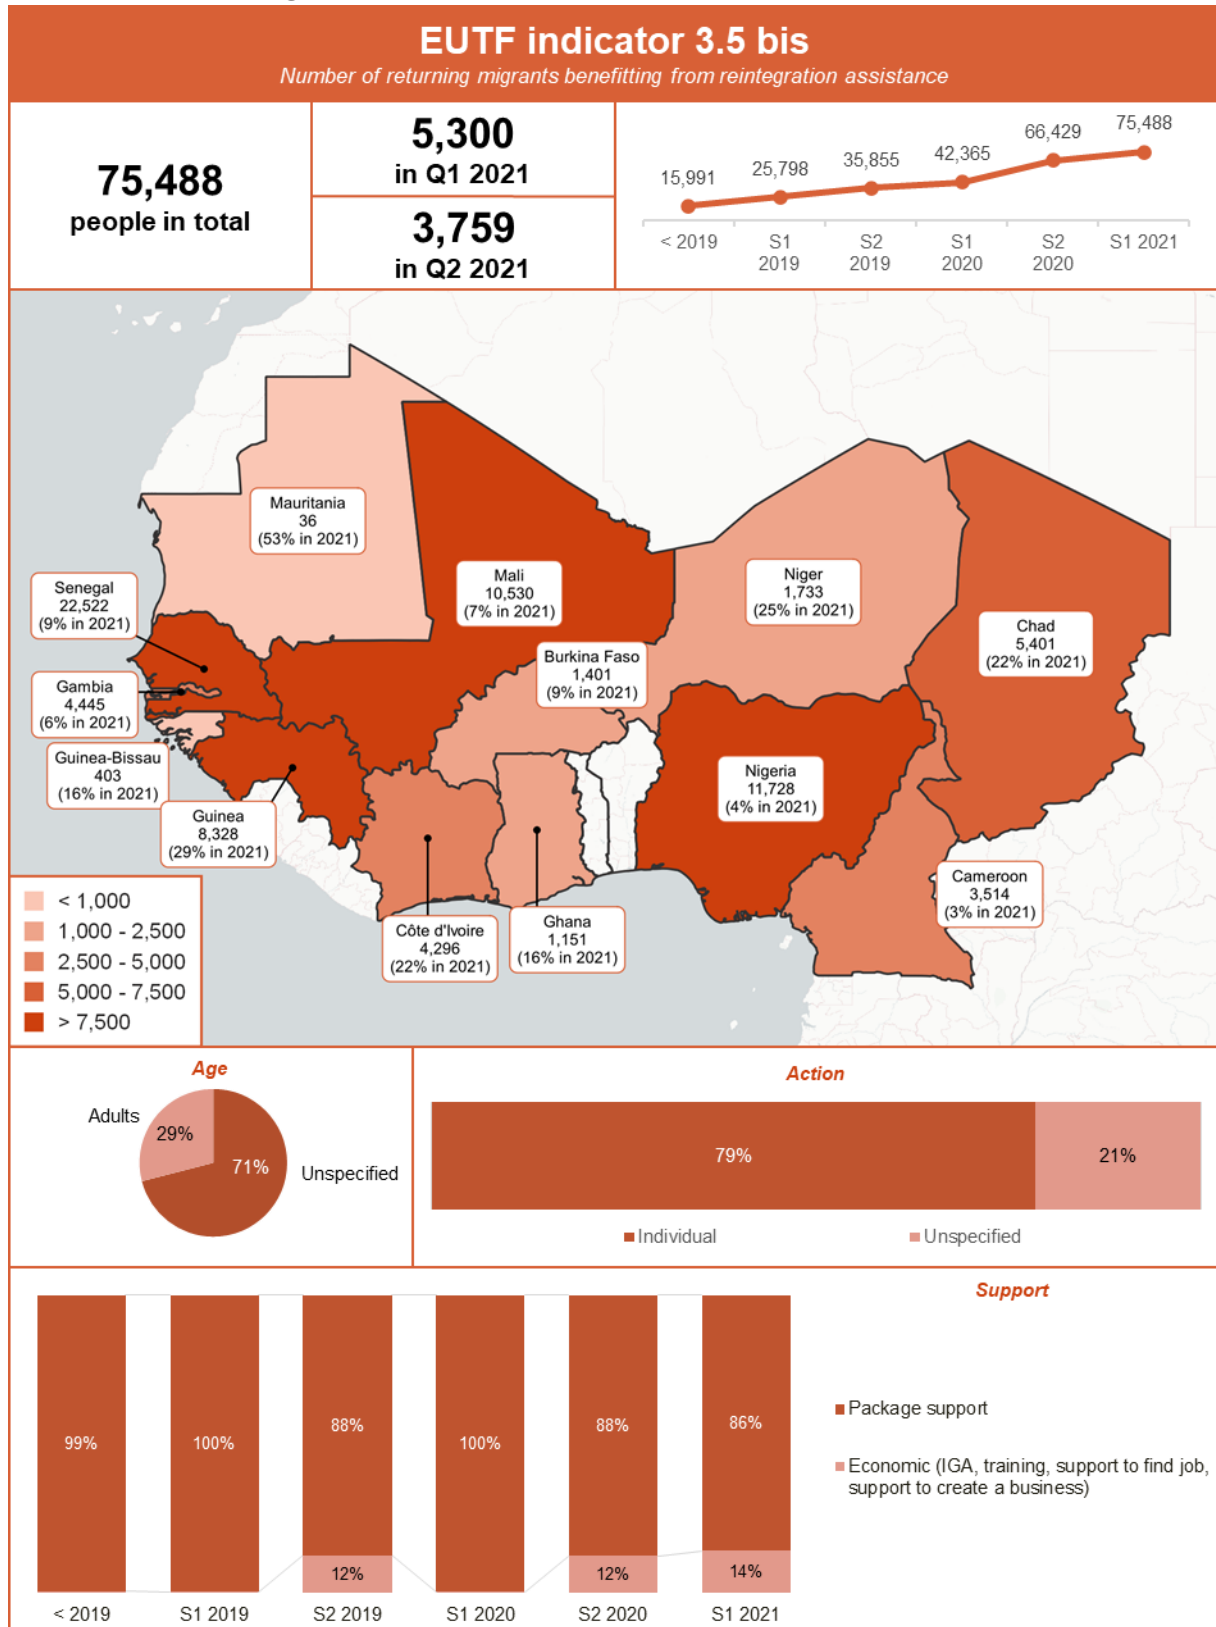 EUTF indicator 3.5 bis
Number of returning migrants benefitting from reintegration assistance
75,488
people in total
5,300
in Q1 2021
3,759
in Q2 2021
15,991
25,798
35,855
42,365
66,429
75,488
< 2019
S1
2019
S2
2019
S1
2020
S2
2020
S1 2021
Mauritania
36
(53% in 2021)
Mali
10,530
(7% in 2021)
Niger
1,733
(25% in 2021)
Chad
5,401
(22% in 2021)
Senegal
22,522
(9% in 2021)
Burkina Faso
1,401
(9% in 2021)
Gambia
4,445
(6% in 2021)
Guinea-Bissau
403
(16% in 2021)
Guinea
8,328
(29% in 2021)
Nigeria
11,728
(4% in 2021)
Cameroon
3,514
(3% in 2021)
Côte d'Ivoire
4,296
(22% in 2021)
Ghana
1,151
(16% in 2021)
< 1,000
1,000 - 2,500
2,500 - 5,000
5,000 - 7,500
> 7,500
Age
Adults
29%
71%
Unspecified
Action
79%
21%
Individual
Unspecified
Support
99%
100%
88%
100%
88%
86%
12%
12%
14%
< 2019
S1 2019
S2 2019
S1 2020
S2 2020
S1 2021
Package support
Economic (IGA, training, support to find job,
support to create a business)